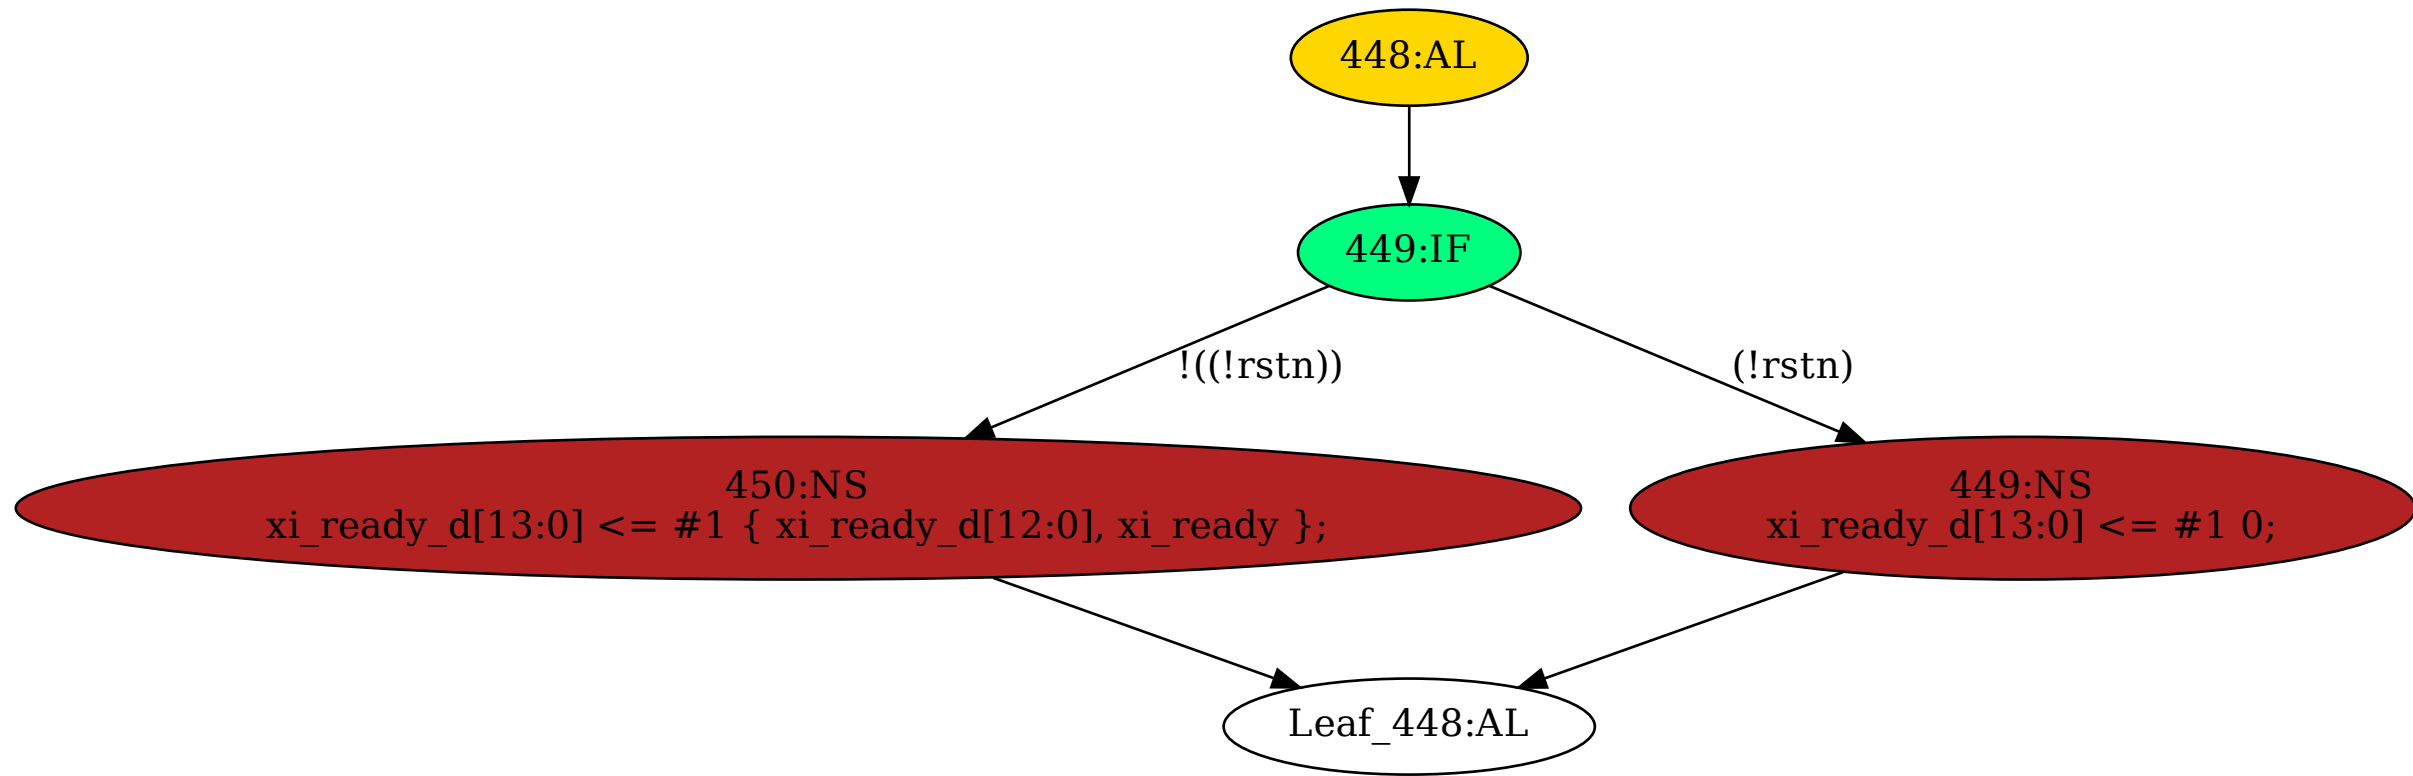 448:AL
449:IF
!((!rstn))
(!rstn)
450:NS
xi_ready_d[13:0] <= #1 { xi_ready_d[12:0], xi_ready };
449:NS
xi_ready_d[13:0] <= #1 0;
Leaf_448:AL